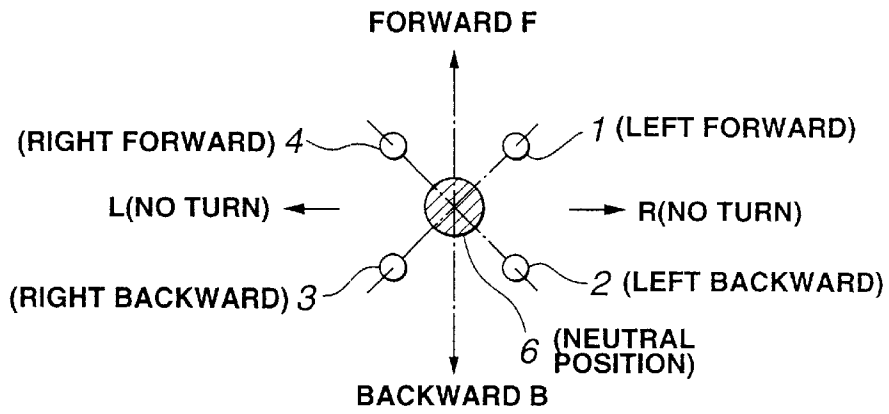 FORWARD F
(RIGHT FORWARD) 4
1 (LEFT FORWARD)
L(NO TURN)
R(NO TURN)
(RIGHT BACKWARD) 3
2 (LEFT BACKWARD)
6 (NEUTRAL
POSITION)
BACKWARD B